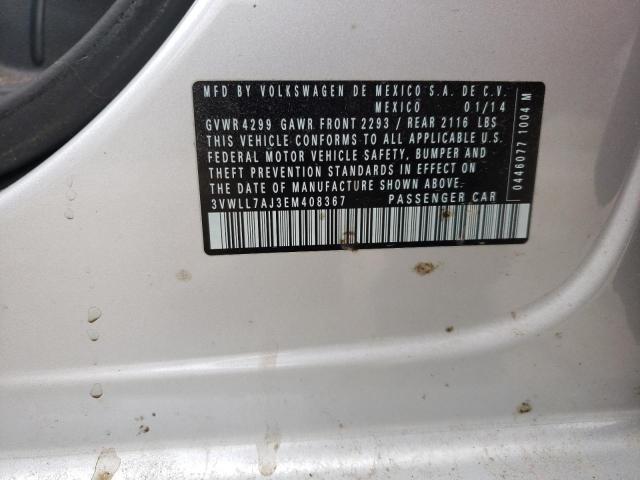 MFD BY VOLKSWAGEN DE MEXICO S.A. DE C.V.
MEXICO 01/14
GVWR 4299 GAWR FRONT 2293 / REAR 2116 LBS
THIS VEHICLE CONFORMS TO ALL APPLICABLE U.S.
FEDERAL MOTOR VEHICLE SAFETY, BUMPER AND
THEFT PREVENTION STANDARDS IN EFFECT ON
THE DATE OF MANUFACTURE SHOWN ABOVE.
3VWLL7AJ3EM408367 PASSENGER CAR
0446077 1004 M